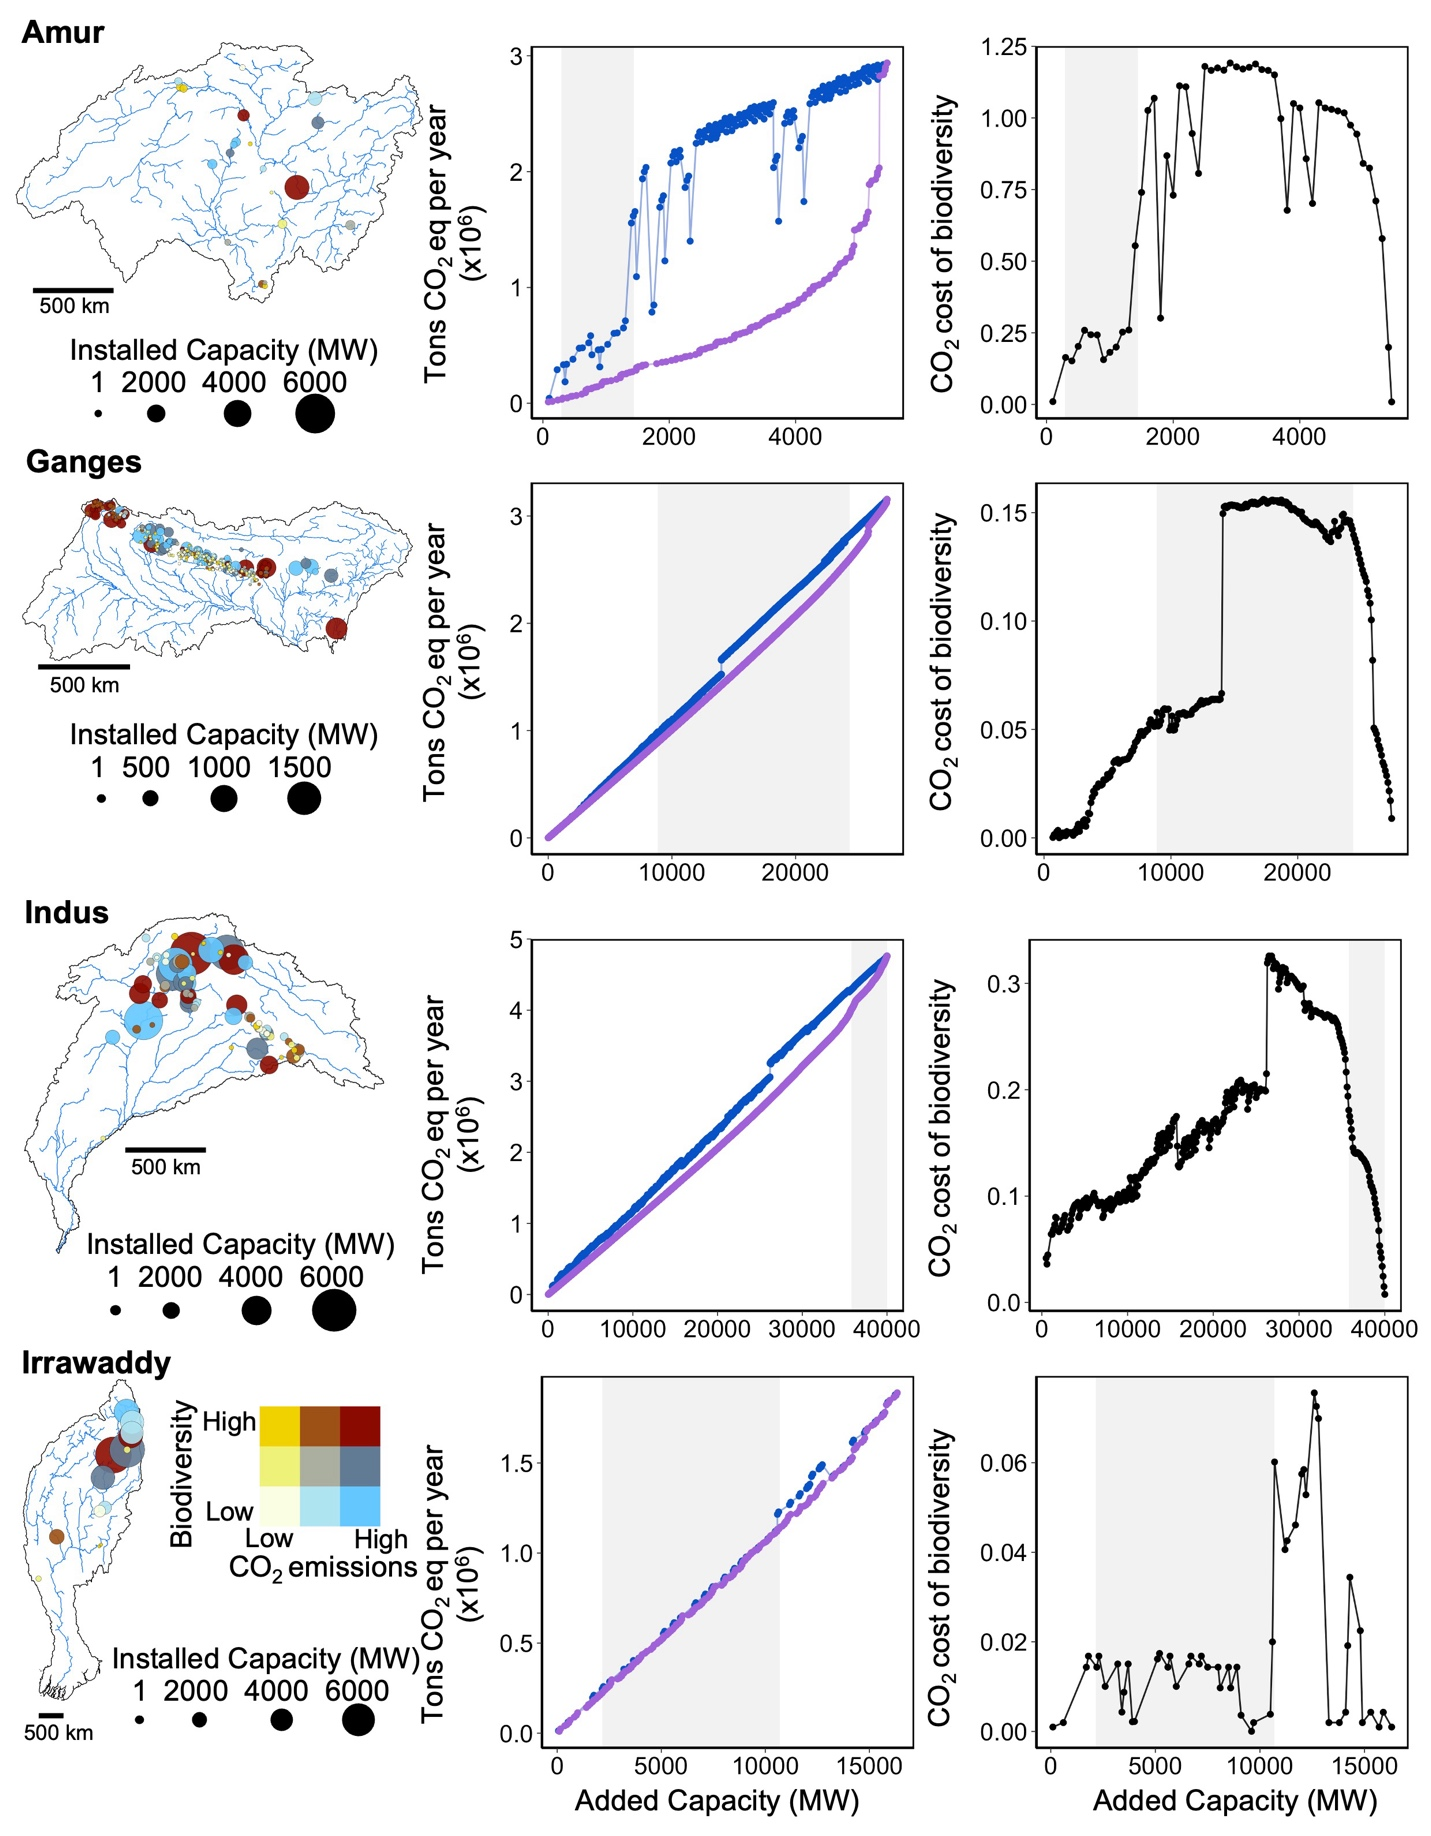 Amur
500 km
Installed Capacity (MW)
1 2000 4000 6000
Tons CO2 eq per year
(x10⁶)
3
2
1
0
0 2000 4000
CO2 cost of biodiversity
1.25
1.00
0.75
0.50
0.25
0.00
0 2000 4000
Ganges
500 km
Installed Capacity (MW)
1 500 1000 1500
Tons CO2 eq per year
(x10⁶)
3
2
1
0
0 10000 20000
CO2 cost of biodiversity
0.15
0.10
0.05
0.00
0 10000 20000
Indus
500 km
Installed Capacity (MW)
1 2000 4000 6000
Tons CO2 eq per year
(x10⁶)
5
4
3
2
1
0
0 10000 20000 30000 40000
CO2 cost of biodiversity
0.3
0.2
0.1
0.0
0 10000 20000 30000 40000
Irrawaddy
Biodiversity
High
Low
Low High
CO2 emissions
500 km
Installed Capacity (MW)
1 2000 4000 6000
Tons CO2 eq per year
(x10⁶)
1.5
1.0
0.5
0.0
0 5000 10000 15000
Added Capacity (MW)
CO2 cost of biodiversity
0.06
0.04
0.02
0.00
0 5000 10000 15000
Added Capacity (MW)